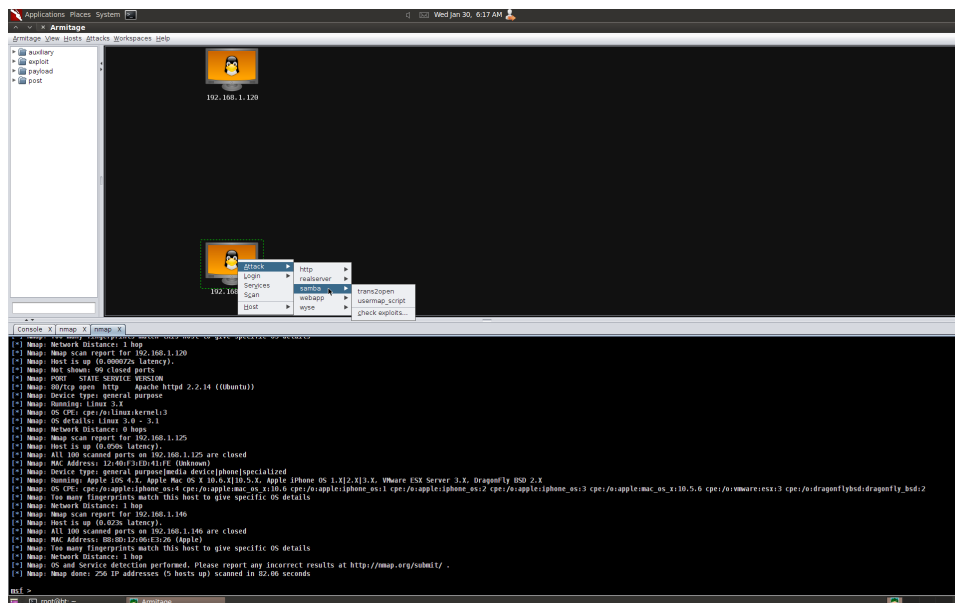 Applications Places System
Wed Jan 30, 6:17 AM
Armitage
Armitage View Hosts Attacks Workspaces Help
auxiliary
exploit
payload
post
192.168.1.120
192.168
Attack
Login
Services
Scan
Host
http
realserver
samba
webapp
wyse
trans2open
usermap_script
check exploits...
Console X nmap X nmap X
[*] Nmap: Too many fingerprints match this host to give specific OS details
[*] Nmap: Network Distance: 1 hop
[*] Nmap: Nmap scan report for 192.168.1.120
[*] Nmap: Host is up (0.000072s latency).
[*] Nmap: Not shown: 99 closed ports
[*] Nmap: PORT STATE SERVICE VERSION
[*] Nmap: 80/tcp open http Apache httpd 2.2.14 ((Ubuntu))
[*] Nmap: Device type: general purpose
[*] Nmap: Running: Linux 3.X
[*] Nmap: OS CPE: cpe:/o:linux:kernel:3
[*] Nmap: OS details: Linux 3.0 - 3.1
[*] Nmap: Network Distance: 0 hops
[*] Nmap: Nmap scan report for 192.168.1.125
[*] Nmap: Host is up (0.050s latency).
[*] Nmap: All 100 scanned ports on 192.168.1.125 are closed
[*] Nmap: MAC Address: 12:40:F3:ED:41:FE (Unknown)
[*] Nmap: Device type: general purpose|media device|phone|specialized
[*] Nmap: Running: Apple iOS 4.X, Apple Mac OS X 10.6.X|10.5.X, Apple iPhone OS 1.X|2.X|3.X, VMware ESX Server 3.X, DragonFly BSD 2.X
[*] Nmap: OS CPE: cpe:/o:apple:iphone_os:4 cpe:/o:apple:mac_os_x:10.6 cpe:/o:apple:iphone_os:1 cpe:/o:apple:iphone_os:2 cpe:/o:apple:iphone_os:3 cpe:/o:apple:mac_os_x:10.5.6 cpe:/o:vmware:esx:3 cpe:/o:dragonflybsd:dragonfly_bsd:2
[*] Nmap: Too many fingerprints match this host to give specific OS details
[*] Nmap: Network Distance: 1 hop
[*] Nmap: Nmap scan report for 192.168.1.146
[*] Nmap: Host is up (0.023s latency).
[*] Nmap: All 100 scanned ports on 192.168.1.146 are closed
[*] Nmap: MAC Address: B8:8D:12:06:E3:26 (Apple)
[*] Nmap: Too many fingerprints match this host to give specific OS details
[*] Nmap: Network Distance: 1 hop
[*] Nmap: OS and Service detection performed. Please report any incorrect results at http://nmap.org/submit/ .
[*] Nmap: Nmap done: 256 IP addresses (5 hosts up) scanned in 82.06 seconds
msf >
root@bt: ~
Armitage